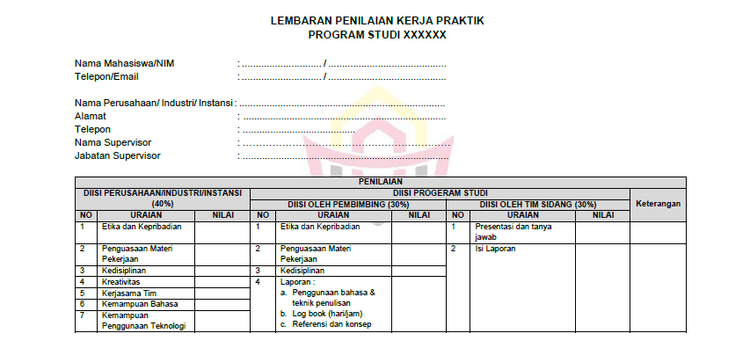 LEMBARAN PENILAIAN KERJA PRAKTIK
PROGRAM STUDI XXXXXX
Nama Mahasiswa/NIM : ............................. / ...........................................
Telepon/Email : ............................. / ...........................................
Nama Perusahaan/ Industri/ Instansi : ...........................................................................
Alamat : ..........................................................................
Telepon : .........................................
Nama Supervisor : ..........................................................................
Jabatan Supervisor : ..........................................................................
PENILAIAN
DIISI PERUSAHAAN/INDUSTRI/INSTANSI (40%) DIISI PROGERAM STUDI Keterangan
DIISI OLEH PEMBIMBING (30%) DIISI OLEH TIM SIDANG (30%)
NO URAIAN NILAI NO URAIAN NILAI NO URAIAN NILAI
1 Etika dan Kepribadian 1 Etika dan Kepribadian 1 Presentasi dan tanya
jawab
2 Penguasaan Materi 2 Penguasaan Materi 2 Isi Laporan
Pekerjaan Pekerjaan
3 Kedisiplinan 3 Kedisiplinan
4 Kreativitas 4 Laporan :
5 Kerjasama Tim a. Penggunaan bahasa &
teknik penulisan
6 Kemampuan Bahasa b. Log book (hari/jam)
7 Kemampuan c. Referensi dan konsep
Penggunaan Teknologi